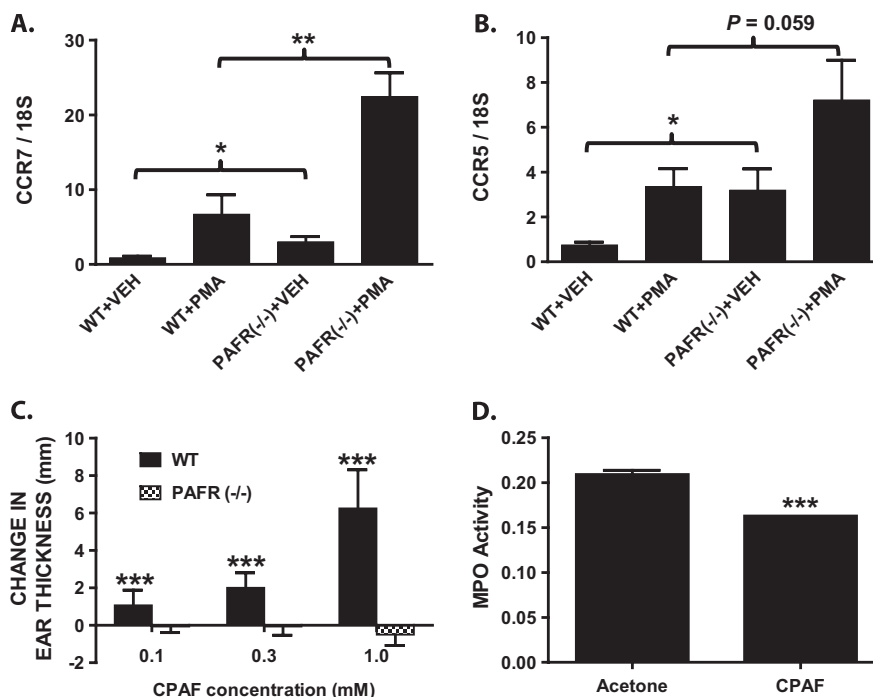 A.
CCR7 / 18S
30
20
10
0
*
**
WT+VEH
WT+PMA
PAFR(-/-)+VEH
PAFR(-/-)+PMA
B.
CCR5 / 18S
10
8
6
4
2
0
*
P = 0.059
WT+VEH
WT+PMA
PAFR(-/-)+VEH
PAFR(-/-)+PMA
C.
CHANGE IN
EAR THICKNESS (mm)
10
8
6
4
2
0
-2
WT
PAFR (-/-)
***
***
***
0.1
0.3
1.0
CPAF concentration (mM)
D.
MPO Activity
0.25
0.20
0.15
0.10
0.05
0.00
***
Acetone
CPAF